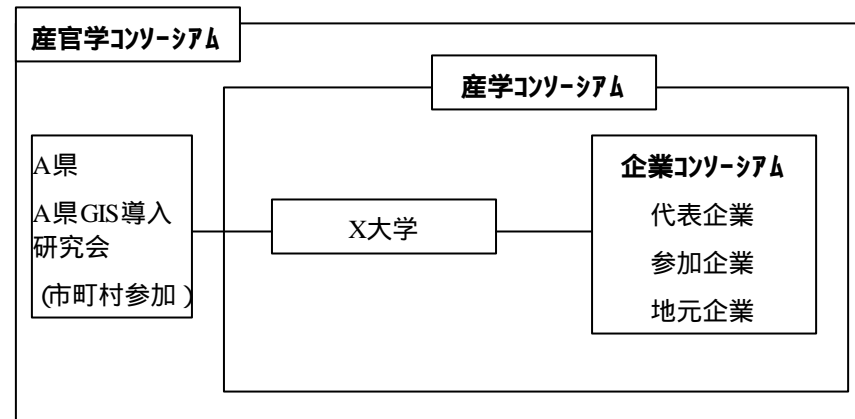 産官学ｺﾝｿｰｼｱﾑ
産学ｺﾝｿｰｼｱﾑ
A県
A県GIS導入
研究会
(市町村参加)
X大学
企業ｺﾝｿｰｼｱﾑ
代表企業
参加企業
地元企業